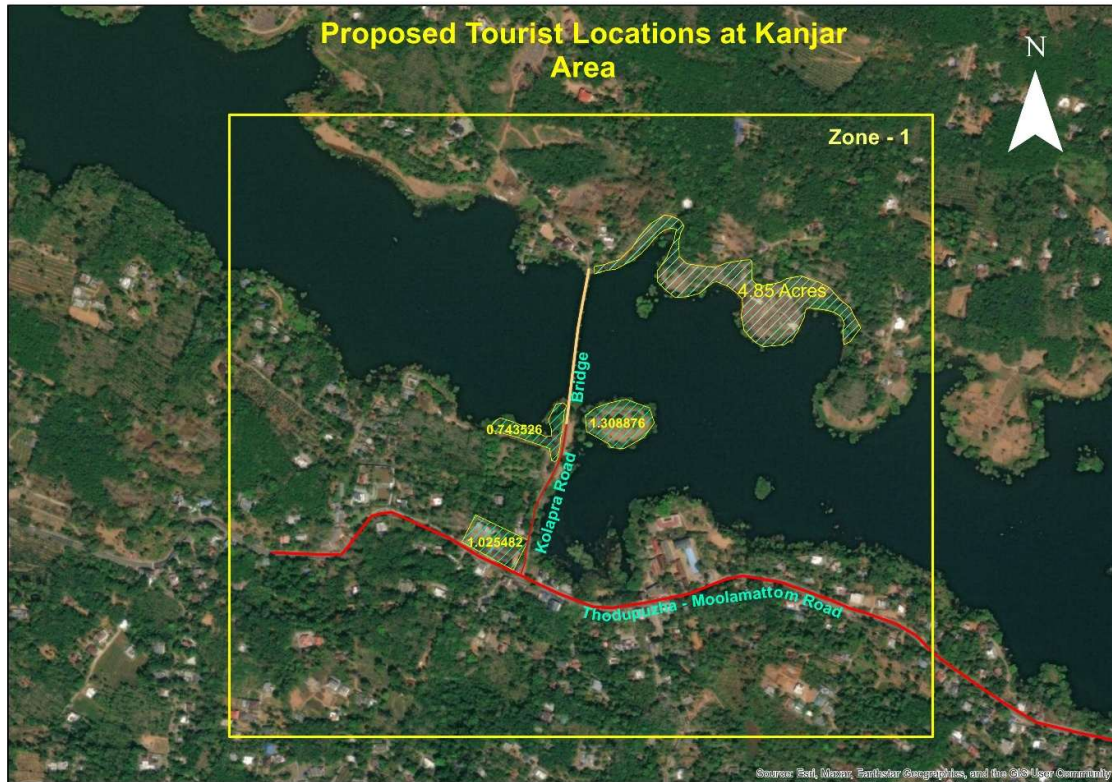 Proposed Tourist Locations at Kanjar
Area
N
Zone - 1
4.85 Acres
Bridge
0.743526
1.308876
Kolapra Road
1.025482
Thodupuzha - Moolamattom Road
Source: Esri, Maxar, Earthstar Geographics, and the GIS User Community